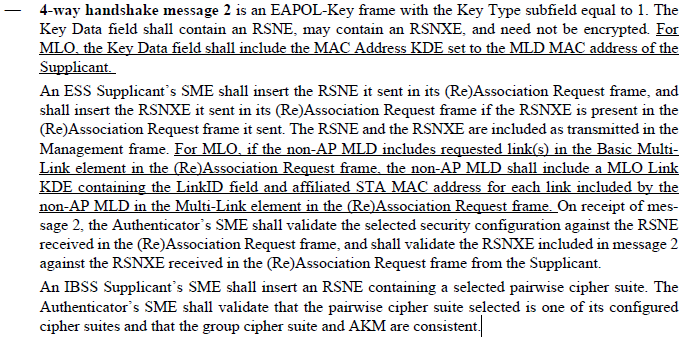 — 4-way handshake message 2 is an EAPOL-Key frame with the Key Type subfield equal to 1. The
Key Data field shall contain an RSNE, may contain an RSNXE, and need not be encrypted. For
MLO, the Key Data field shall include the MAC Address KDE set to the MLD MAC address of the
Supplicant.
An ESS Supplicant's SME shall insert the RSNE it sent in its (Re)Association Request frame, and
shall insert the RSNXE it sent in its (Re)Association Request frame if the RSNXE is present in the
(Re)Association Request frame it sent. The RSNE and the RSNXE are included as transmitted in the
Management frame. For MLO, if the non-AP MLD includes requested link(s) in the Basic Multi-
Link element in the (Re)Association Request frame, the non-AP MLD shall include a MLO Link
KDE containing the LinkID field and affiliated STA MAC address for each link included by the
non-AP MLD in the Multi-Link element in the (Re)Association Request frame. On receipt of mes-
sage 2, the Authenticator's SME shall validate the selected security configuration against the RSNE
received in the (Re)Association Request frame, and shall validate the RSNXE included in message 2
against the RSNXE received in the (Re)Association Request frame from the Supplicant.
An IBSS Supplicant's SME shall insert an RSNE containing a selected pairwise cipher suite. The
Authenticator's SME shall validate that the pairwise cipher suite selected is one of its configured
cipher suites and that the group cipher suite and AKM are consistent.